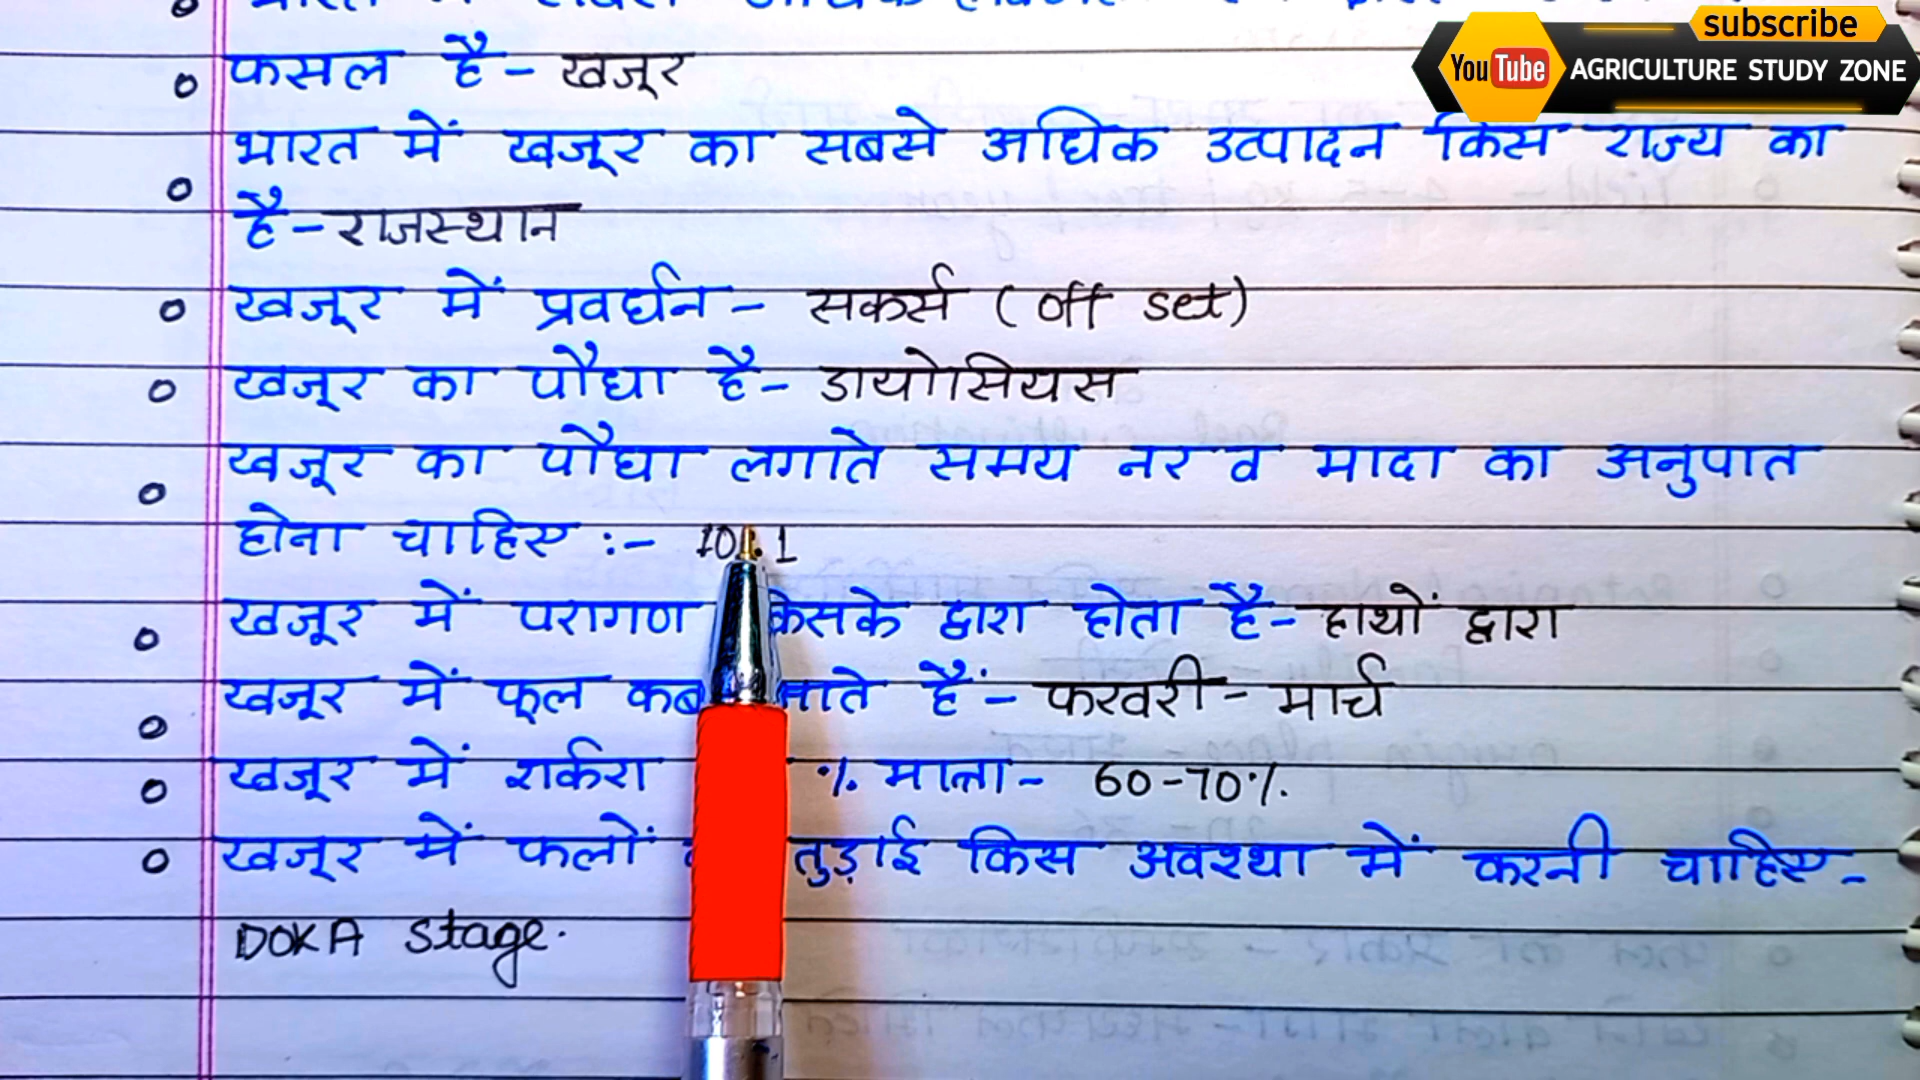 subscribe
YouTube AGRICULTURE STUDY ZONE
फसल है - खजूर
भारत में खजूर का सबसे अधिक उत्पादन किस राज्य का
है - राजस्थान
खजूर में प्रवर्धन - सकर्स ( off set)
खजूर का पौधा है - डायोसियस
खजूर का पौधा लगाते समय नर व मादा का अनुपात
होना चाहिए :- 10:1
खजूर में परागण किसके द्वारा होता है - हाथों द्वारा
खजूर में फूल कब आते हैं - फरवरी - मार्च
खजूर में शर्करा % मात्रा - 60-70%.
खजूर में फलों तुड़ाई किस अवस्था में करनी चाहिए -
DOKA stage.